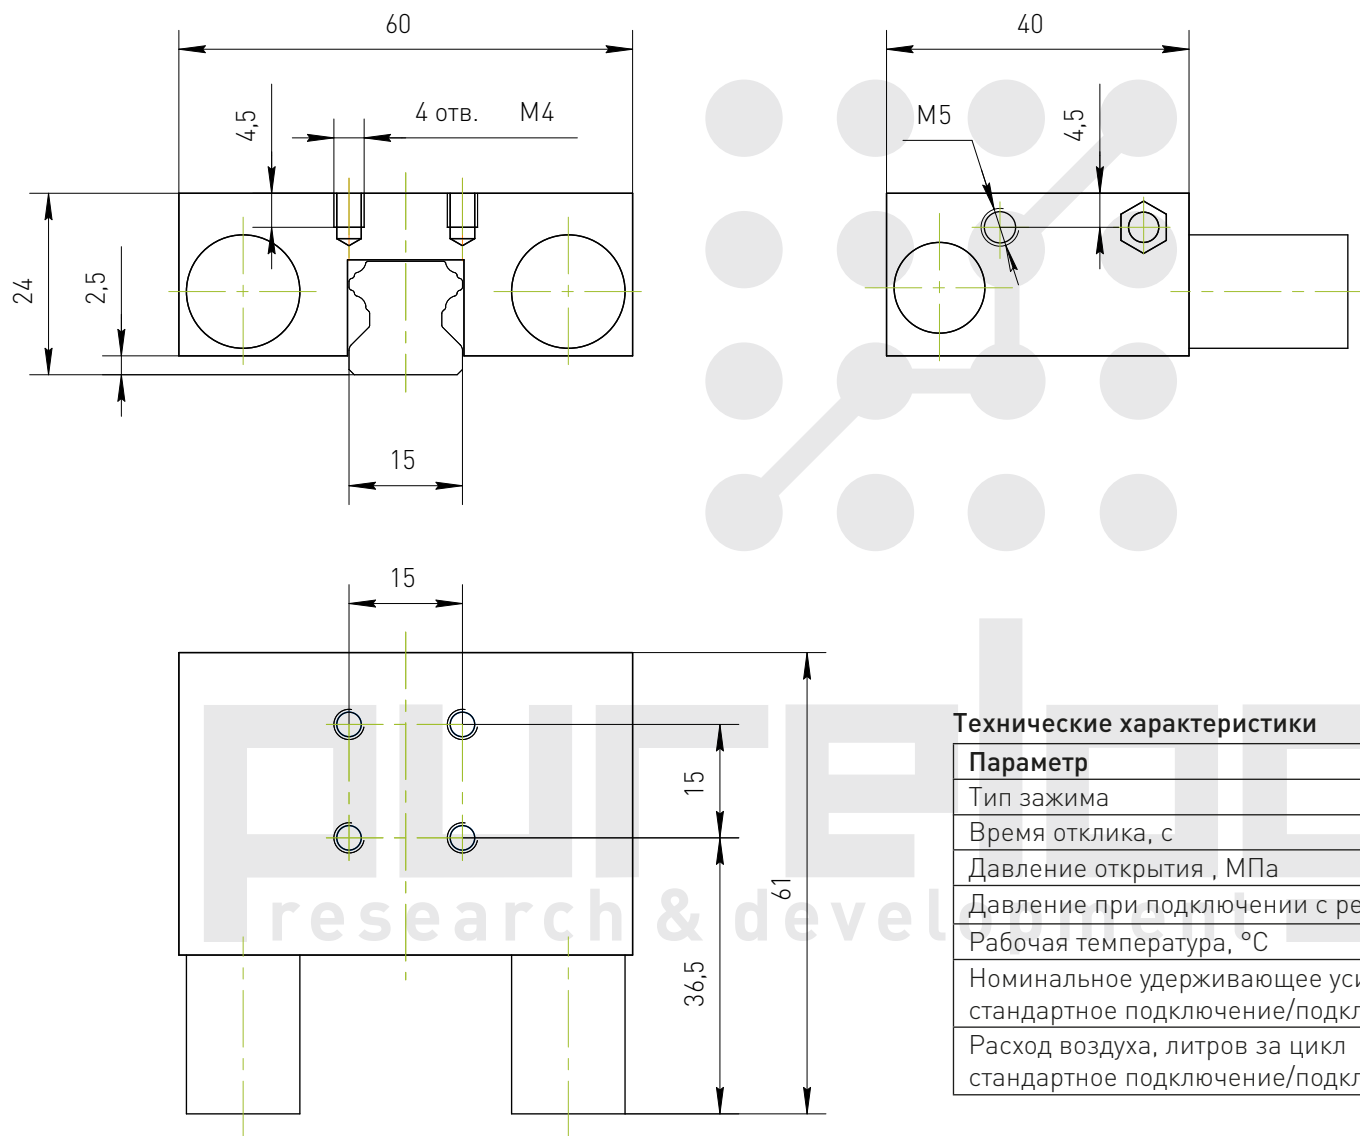 60
40
4,5
4 отв. M4
M5
4,5
24
2,5
15
15
15
61
36,5
purelogic
research & development
Технические характеристики
Параметр
Тип зажима
Время отклика, с
Давление открытия , МПа
Давление при подключении с ре
Рабочая температура, °C
Номинальное удерживающее уси
стандартное подключение/подкл
Расход воздуха, литров за цикл
стандартное подключение/подкл